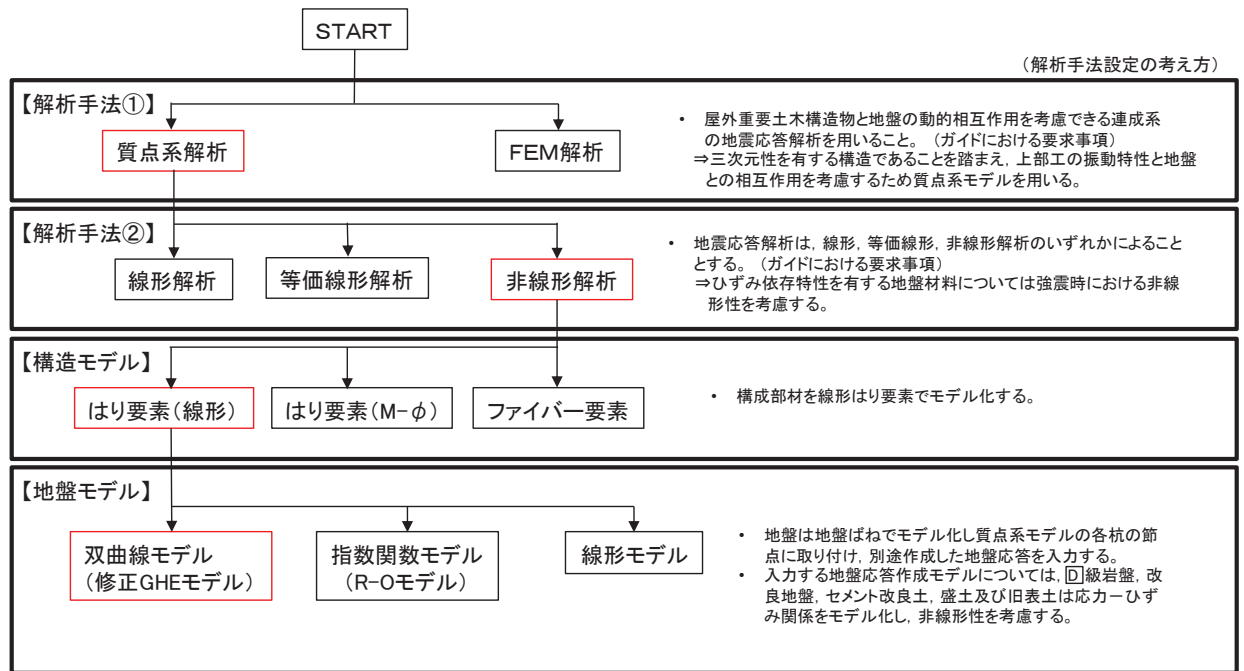 START
(解析手法設定の考え方)
【解析手法①】
質点系解析
FEM解析
・ 屋外重要土木構造物と地盤の動的相互作用を考慮できる連成系
の地震応答解析を用いること。(ガイドにおける要求事項)
⇒三次元性を有する構造であることを踏まえ,上部工の振動特性と地盤
との相互作用を考慮するため質点系モデルを用いる。
【解析手法②】
線形解析
等価線形解析
非線形解析
・ 地震応答解析は,線形,等価線形,非線形解析のいずれかによること
とする。(ガイドにおける要求事項)
⇒ひずみ依存特性を有する地盤材料については強震時における非線
形性を考慮する。
【構造モデル】
はり要素(線形)
はり要素(M-φ)
ファイバー要素
・ 構成部材を線形はり要素でモデル化する。
【地盤モデル】
双曲線モデル
(修正GHEモデル)
指数関数モデル
(R-Oモデル)
線形モデル
・ 地盤は地盤ばねでモデル化し質点系モデルの各杭の節
点に取り付け,別途作成した地盤応答を入力する。
・ 入力する地盤応答作成モデルについては,D級岩盤,改
良地盤,セメント改良土,盛土及び旧表土は応力-ひず
み関係をモデル化し,非線形性を考慮する。